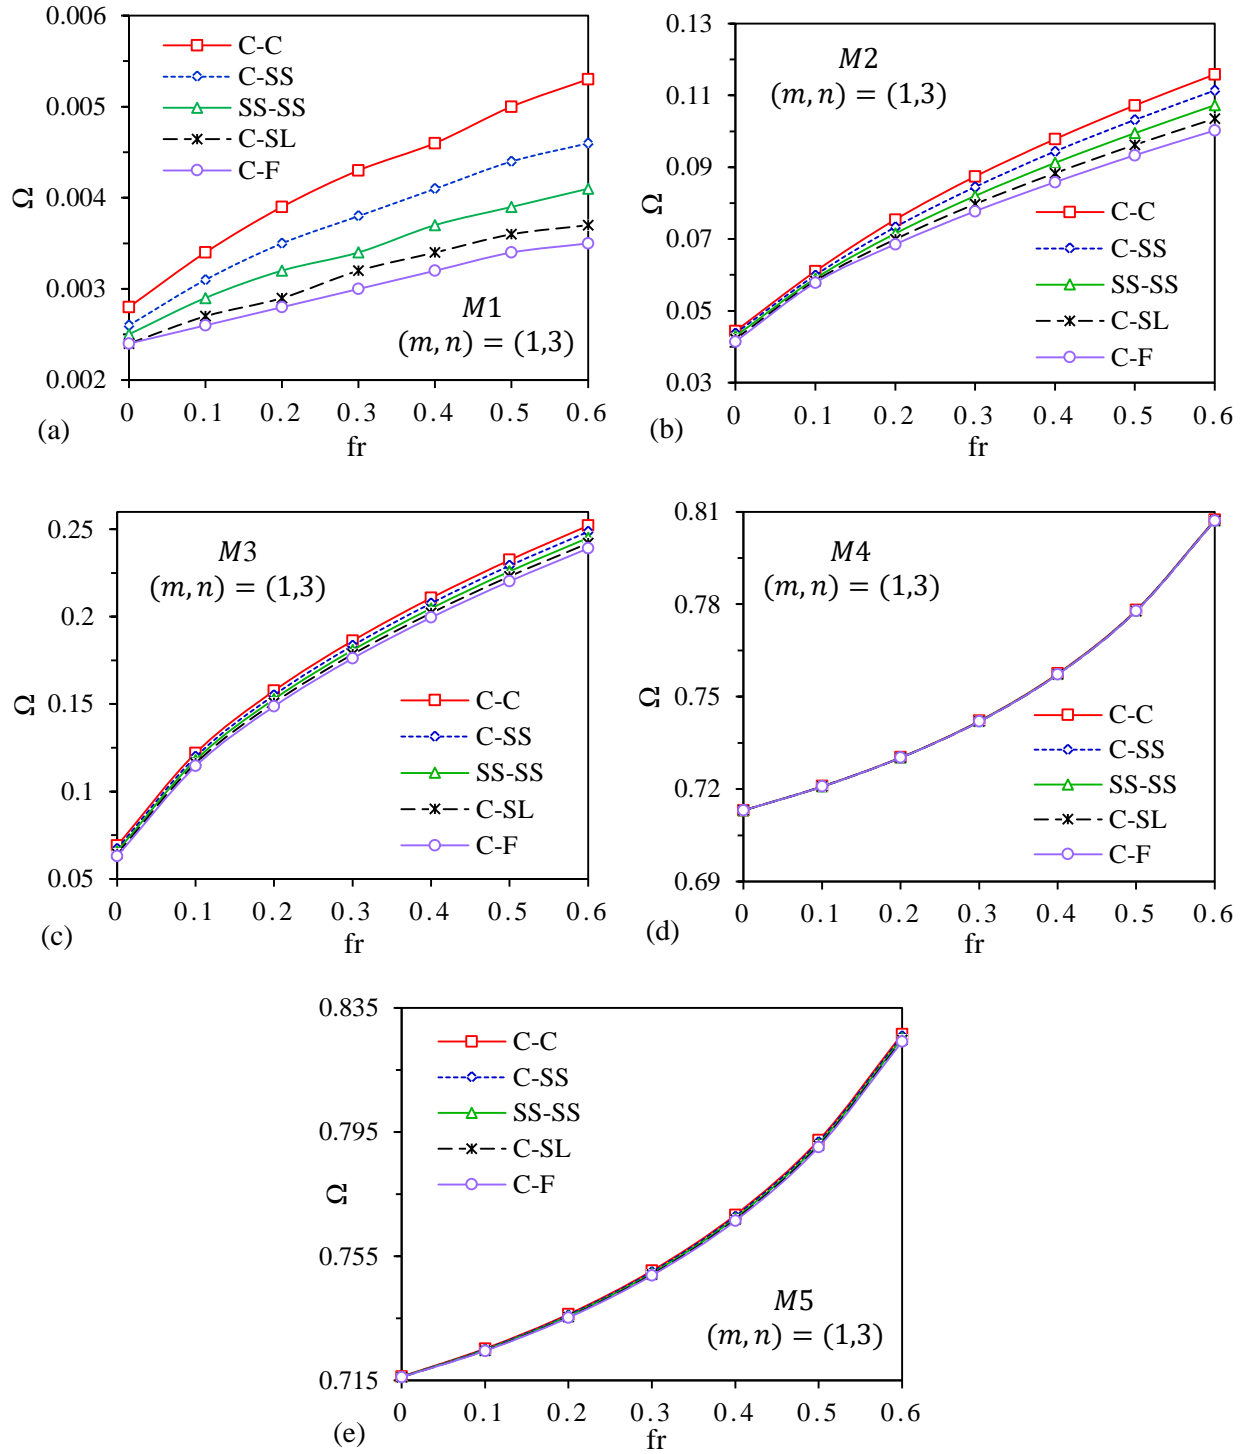 0.006
0.005
0.004
0.003
0.002
Ω
C-C
C-SS
SS-SS
C-SL
C-F
M1
(m, n) = (1,3)
0 0.1 0.2 0.3 0.4 0.5 0.6
(a)
fr
0.13
0.11
0.09
0.07
0.05
0.03
Ω
M2
(m, n) = (1,3)
C-C
C-SS
SS-SS
C-SL
C-F
0 0.1 0.2 0.3 0.4 0.5 0.6
(b)
fr
0.25
0.2
0.15
0.1
0.05
Ω
M3
(m, n) = (1,3)
C-C
C-SS
SS-SS
C-SL
C-F
0 0.1 0.2 0.3 0.4 0.5 0.6
(c)
fr
0.81
0.78
0.75
0.72
0.69
Ω
M4
(m, n) = (1,3)
C-C
C-SS
SS-SS
C-SL
C-F
0 0.1 0.2 0.3 0.4 0.5 0.6
(d)
fr
0.835
0.795
0.755
0.715
Ω
C-C
C-SS
SS-SS
C-SL
C-F
M5
(m, n) = (1,3)
0 0.1 0.2 0.3 0.4 0.5 0.6
(e)
fr